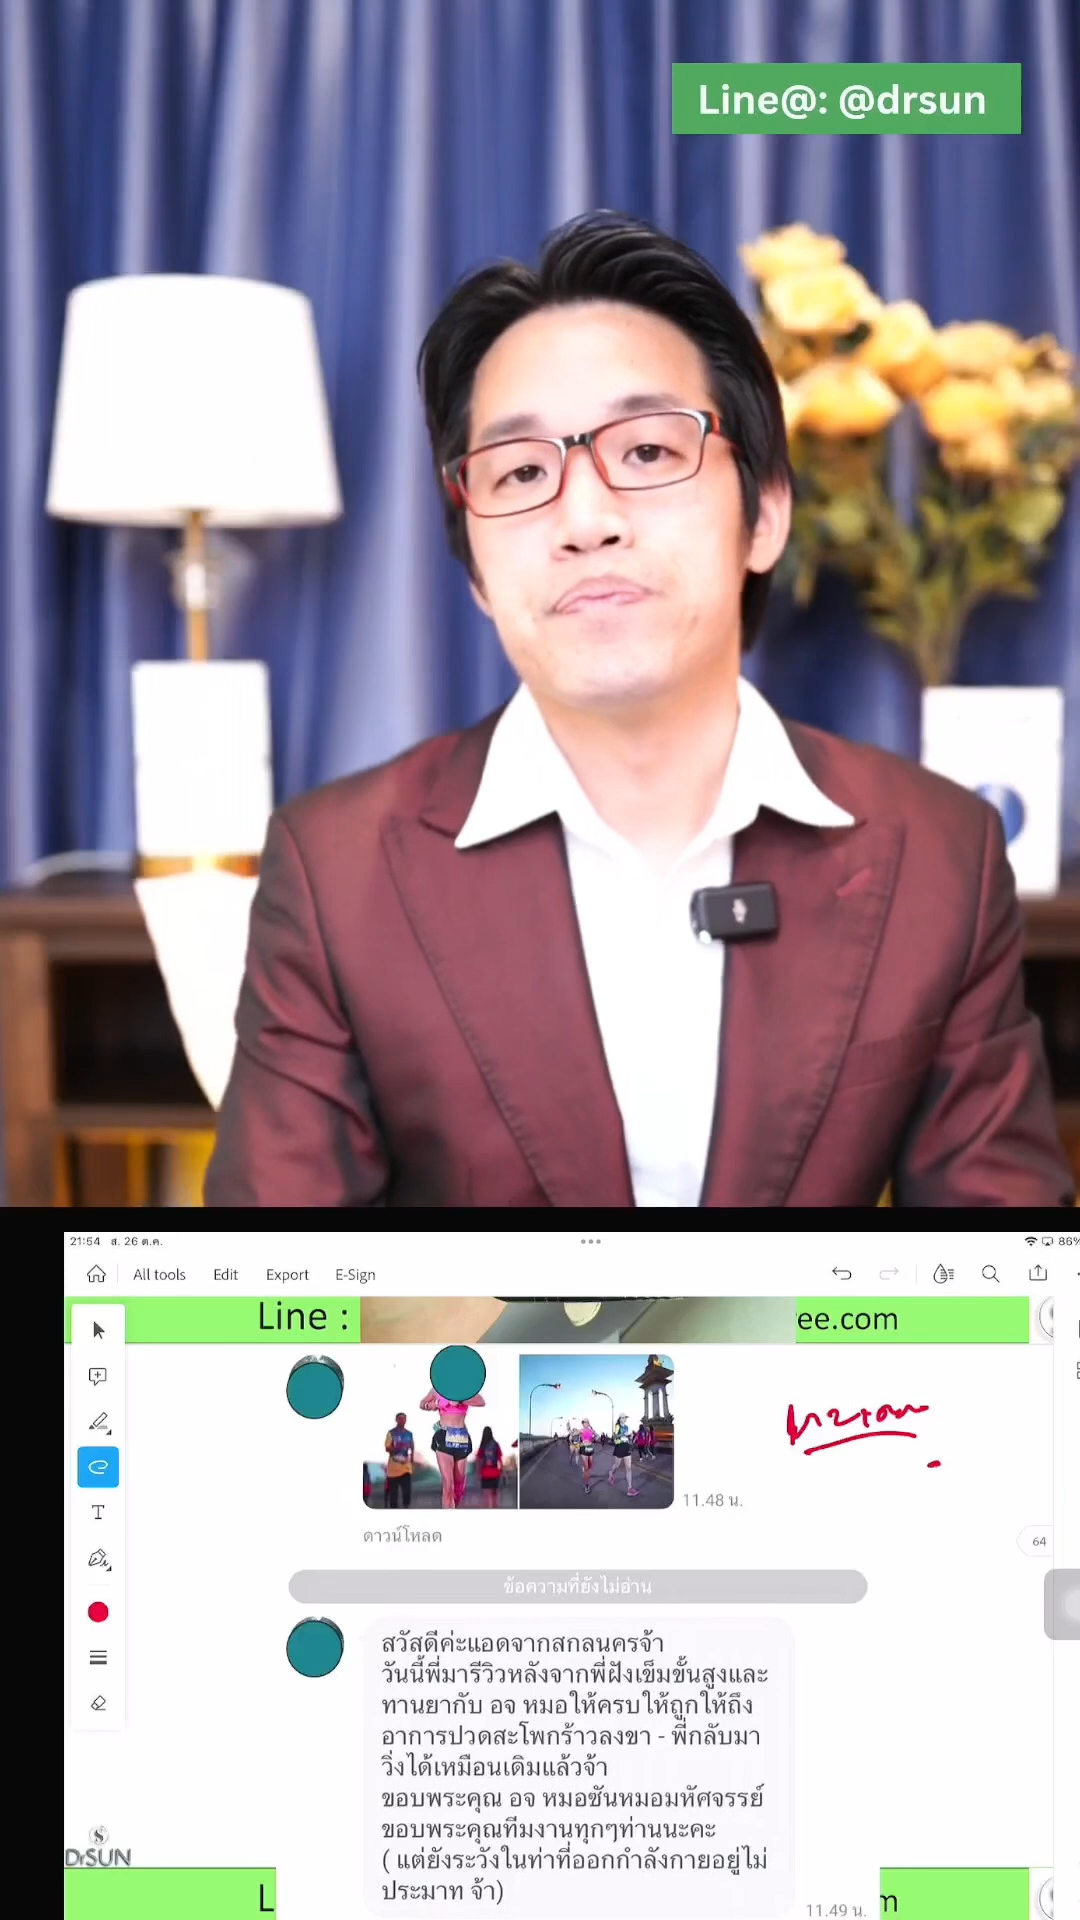 Line@: @drsun
21:54 ส. 26 ต.ค.
86%
All tools Edit Export E-Sign
Line : ee.com
11.48 น.
ดาวน์โหลด
64
ข้อความที่ยังไม่อ่าน
สวัสดีค่ะแอดจากสกลนครจ้า
วันนี้พี่มารีวิวหลังจากพี่ฝังเข็มขั้นสูงและ
ทานยากับ อจ หมอให้ครบให้ถูกให้ถึง
อาการปวดสะโพกร้าวลงขา - พี่กลับมา
วิ่งได้เหมือนเดิมแล้วจ้า
ขอบพระคุณ อจ หมอซันหมอมหัศจรรย์
ขอบพระคุณทีมงานทุกๆท่านนะคะ
( แต่ยังระวังในท่าที่ออกกำลังกายอยู่ไม่
ประมาท จ้า)
11.49 น.
DrSUN
L m